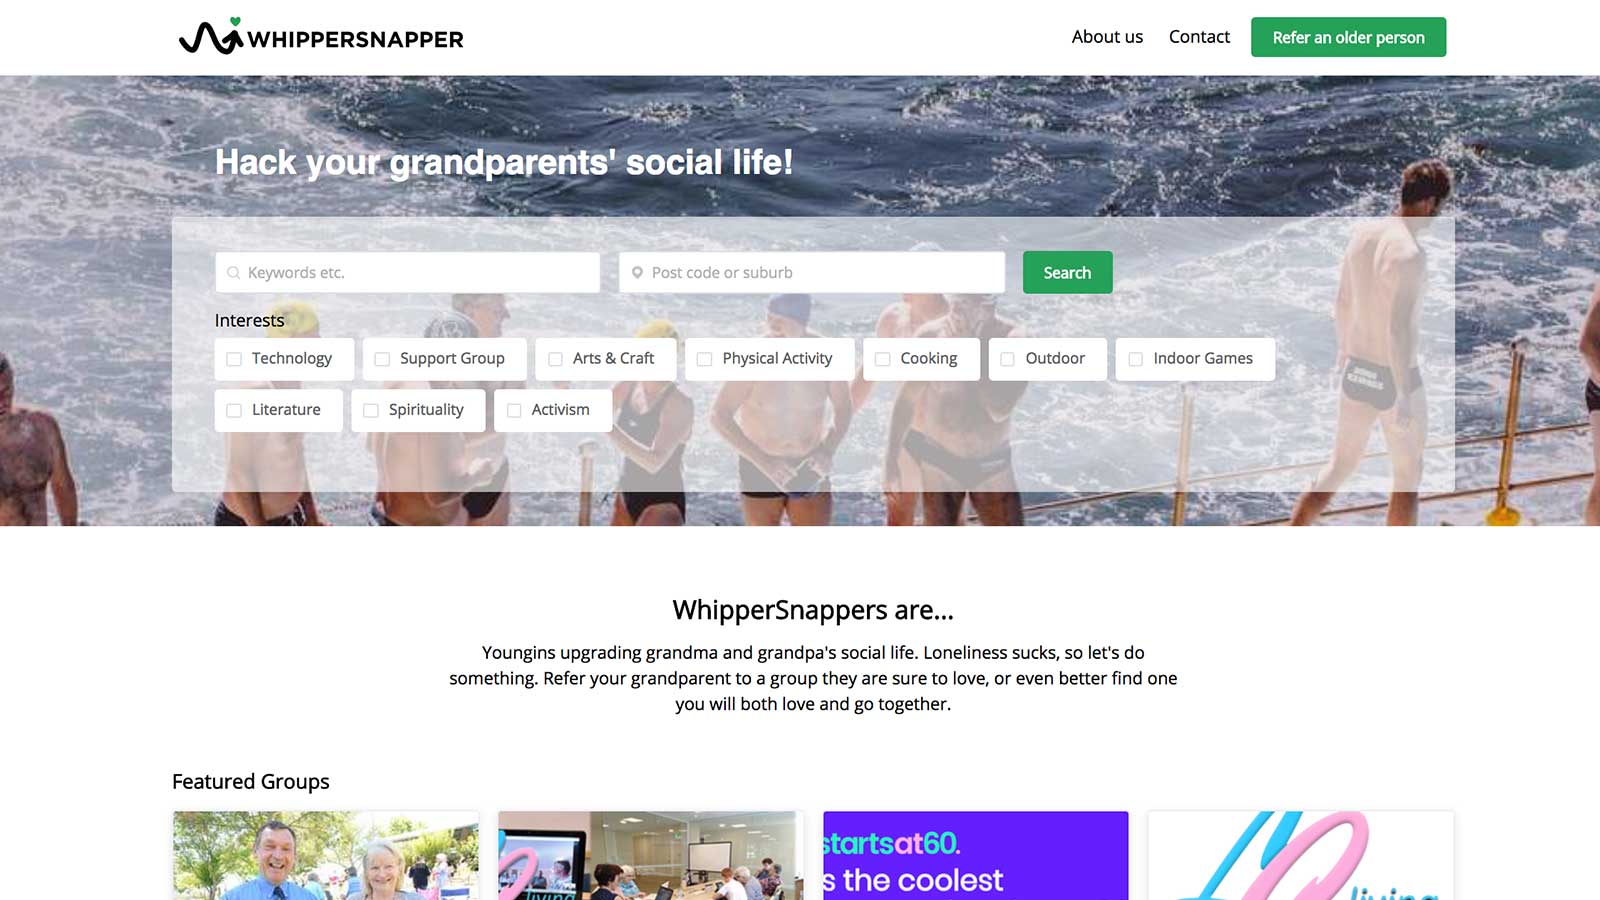 WHIPPERSNAPPER
About us Contact Refer an older person
Hack your grandparents' social life!
Keywords etc. Post code or suburb Search
Interests
Technology Support Group Arts & Craft Physical Activity Cooking Outdoor Indoor Games
Literature Spirituality Activism
WhipperSnappers are...
Youngins upgrading grandma and grandpa's social life. Loneliness sucks, so let's do
something. Refer your grandparent to a group they are sure to love, or even better find one
you will both love and go together.
Featured Groups
startsat60.
s the coolest
living
living